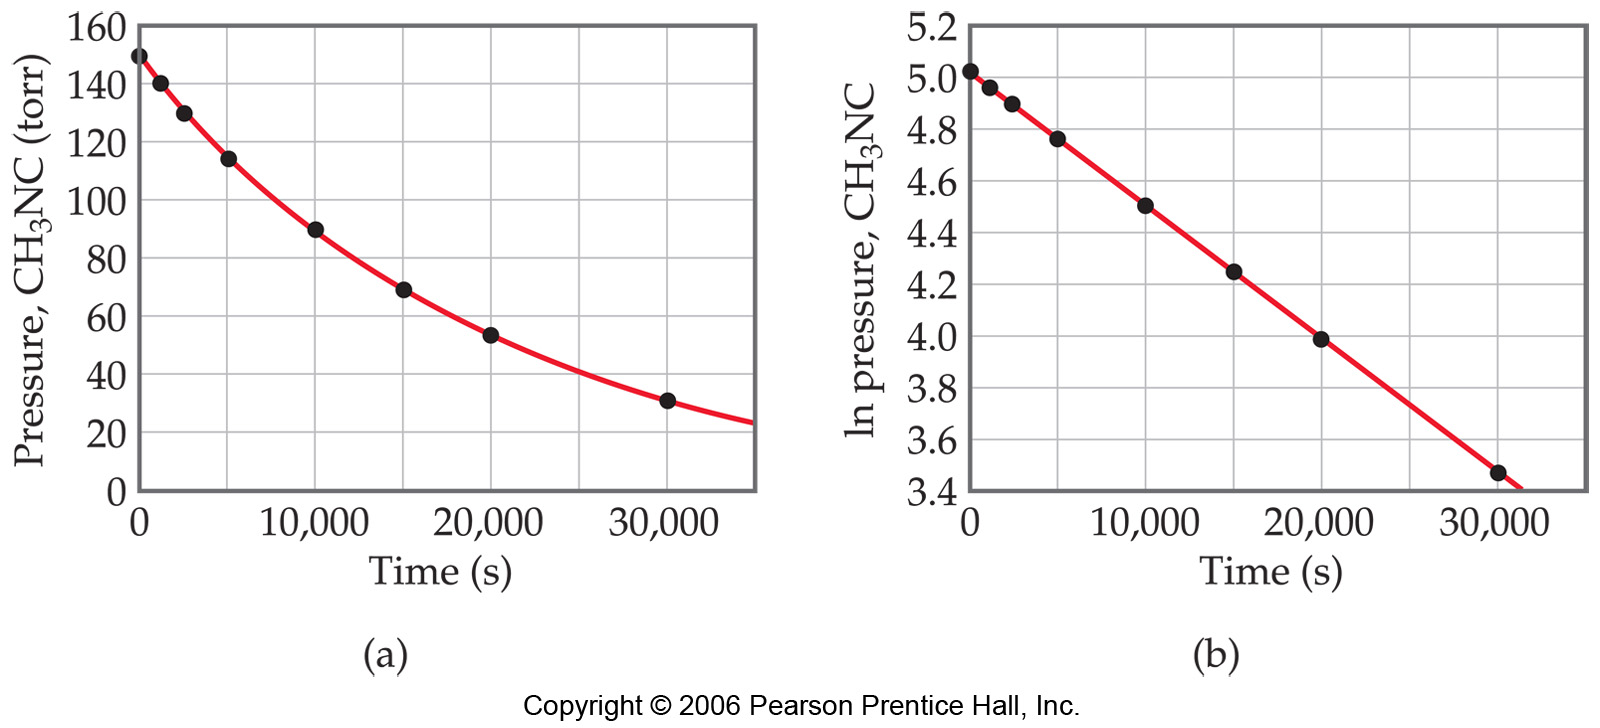 160
140
120
100
80
60
40
20
0
Pressure, CH₃NC (torr)
0 10,000 20,000 30,000
Time (s)
(a)
5.2
5.0
4.8
4.6
4.4
4.2
4.0
3.8
3.6
3.4
ln pressure, CH₃NC
0 10,000 20,000 30,000
Time (s)
(b)
Copyright © 2006 Pearson Prentice Hall, Inc.